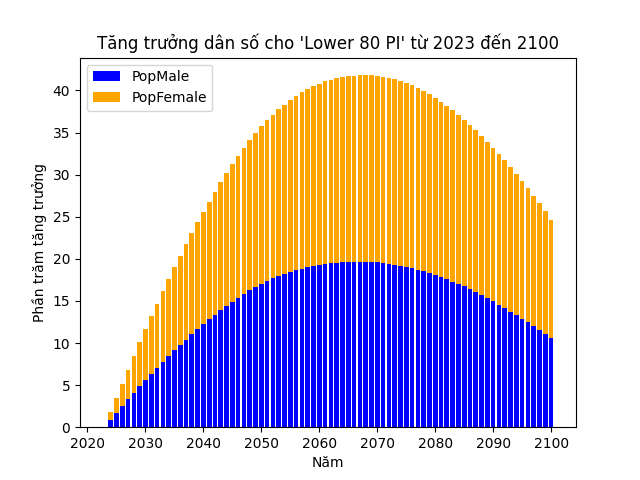 Tăng trưởng dân số cho 'Lower 80 PI' từ 2023 đến 2100
PopMale
PopFemale
Phần trăm tăng trưởng
40
35
30
25
20
15
10
5
0
2020 2030 2040 2050 2060 2070 2080 2090 2100
Năm